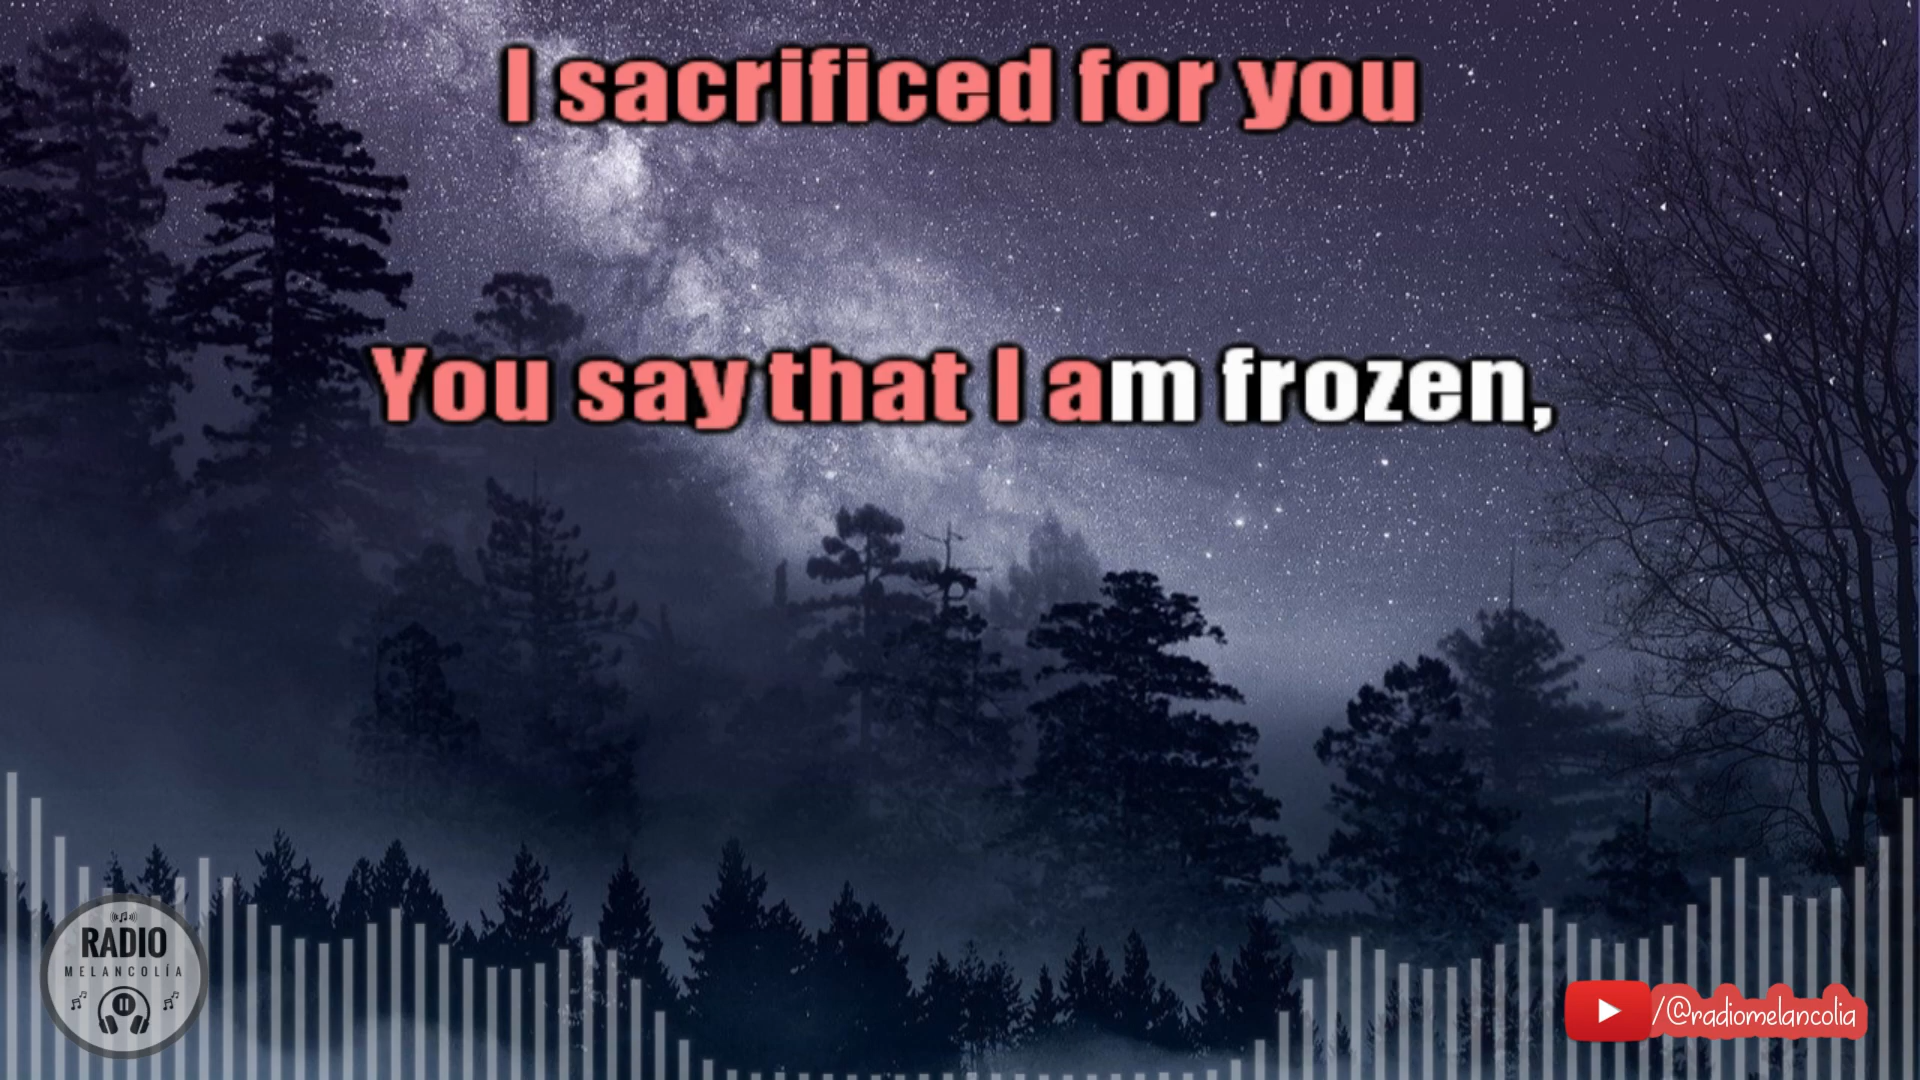 I sacrificed for you
You say that I am frozen,
RADIO
MELANCOLÍA
/@radiomelancolia